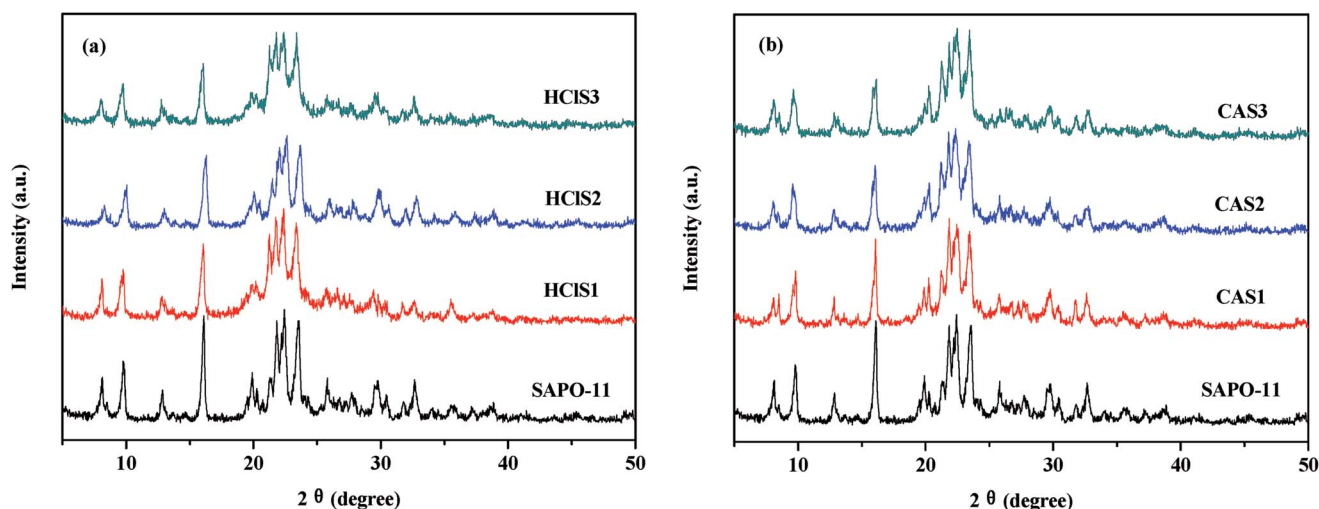 (a)
HClS3
HClS2
HClS1
SAPO-11
Intensity (a.u.)
10 20 30 40 50
2 θ (degree)
(b)
CAS3
CAS2
CAS1
SAPO-11
Intensity (a.u.)
10 20 30 40 50
2 θ (degree)